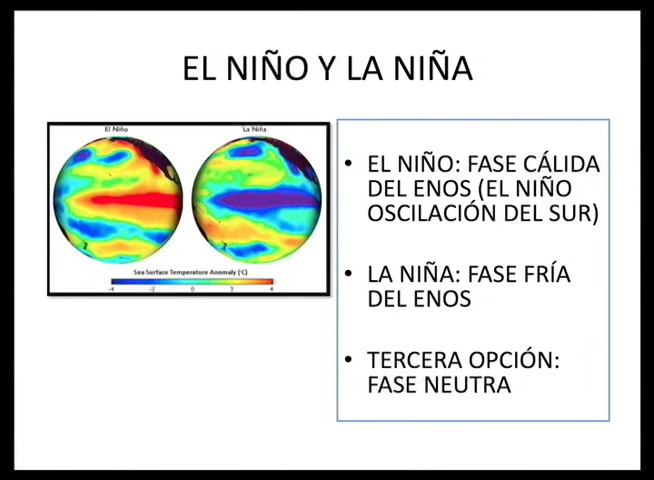 EL NIÑO Y LA NIÑA
El Niño
La Niña
Sea Surface Temperature Anomaly (°C)
-4 -2 0 2 4
• EL NIÑO: FASE CÁLIDA
DEL ENOS (EL NIÑO
OSCILACIÓN DEL SUR)
• LA NIÑA: FASE FRÍA
DEL ENOS
• TERCERA OPCIÓN:
FASE NEUTRA